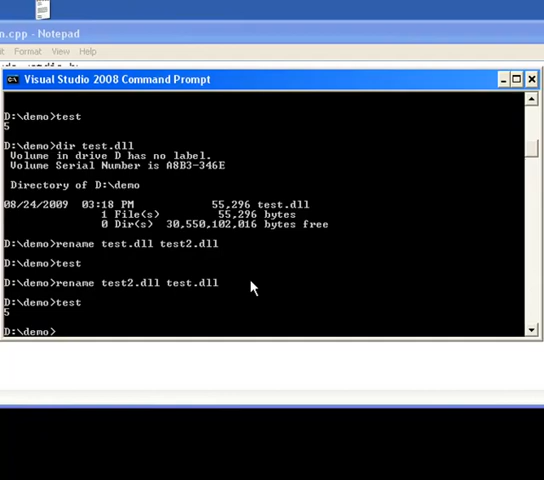 n.cpp - Notepad
it Format View Help
Visual Studio 2008 Command Prompt
D:\demo>test
5
D:\demo>dir test.dll
Volume in drive D has no label.
Volume Serial Number is A8B3-346E
Directory of D:\demo
08/24/2009 03:18 PM 55,296 test.dll
1 File(s) 55,296 bytes
0 Dir(s) 30,550,102,016 bytes free
D:\demo>rename test.dll test2.dll
D:\demo>test
D:\demo>rename test2.dll test.dll
D:\demo>test
5
D:\demo>